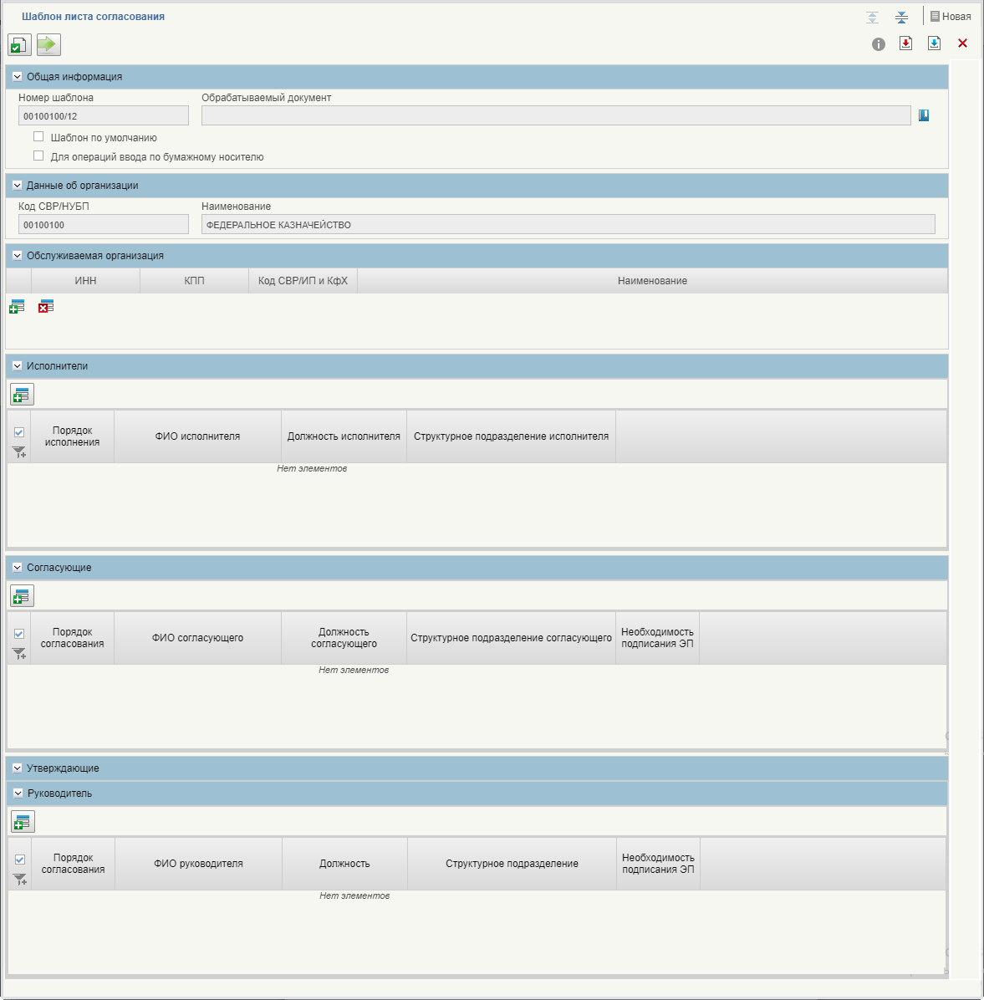 Шаблон листа согласования
Новая
Общая информация
Номер шаблона Обрабатываемый документ
00100100/12
Шаблон по умолчанию
Для операций ввода по бумажному носителю
Данные об организации
Код СВР/НУБП Наименование
00100100 ФЕДЕРАЛЬНОЕ КАЗНАЧЕЙСТВО
Обслуживаемая организация
ИНН КПП Код СВР/ИП и КфХ Наименование
Исполнители
Порядок исполнения ФИО исполнителя Должность исполнителя Структурное подразделение исполнителя
Нет элементов
Согласующие
Порядок согласования ФИО согласующего Должность согласующего Структурное подразделение согласующего Необходимость подписания ЭП
Нет элементов
Утверждающие
Руководитель
Порядок согласования ФИО руководителя Должность Структурное подразделение Необходимость подписания ЭП
Нет элементов